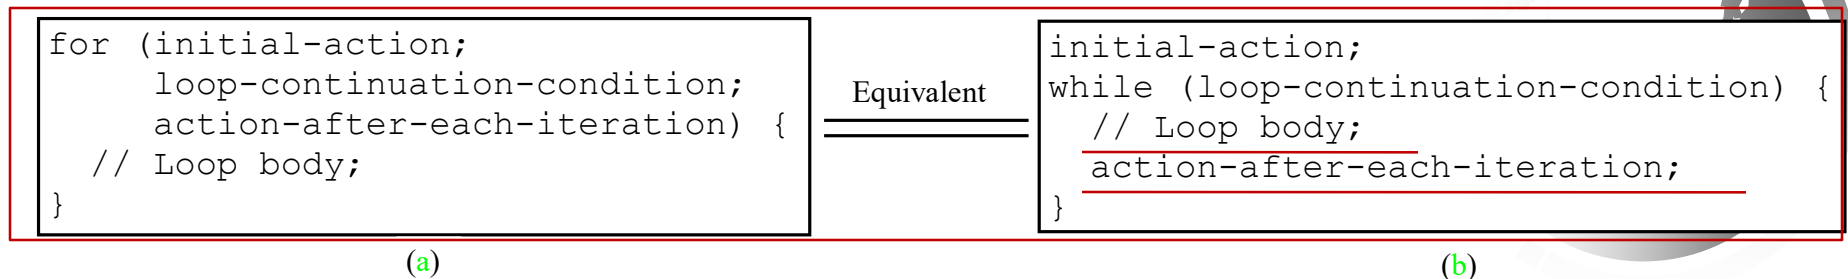 for (initial-action;
     loop-continuation-condition;
     action-after-each-iteration) {
  // Loop body;
}
Equivalent
initial-action;
while (loop-continuation-condition) {
  // Loop body;
  action-after-each-iteration;
}
(a)
(b)